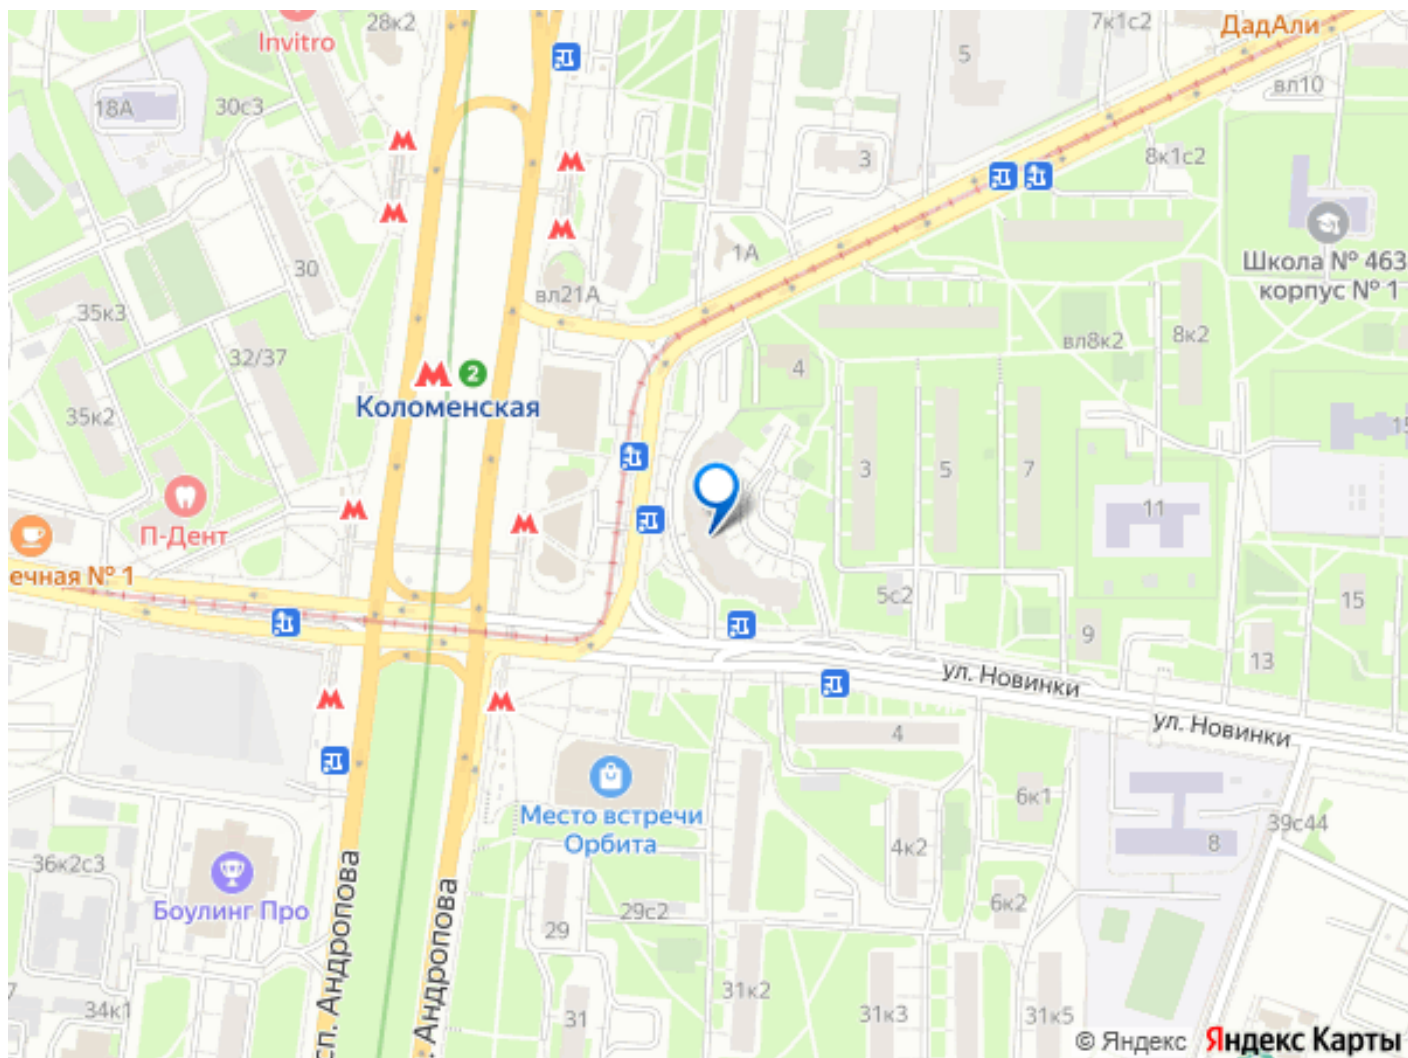 28к2
Invitro
7к1с2
ДадАли
5
вл10
18А
30с3
3
8к1с2
1А
30
вл21А
Школа № 463
корпус № 1
35к3
32/37
вл8к2
8к2
4
2
Коломенская
35к2
15
3
5
7
11
П-Дент
ечная № 1
5с2
15
9
13
ул. Новинки
ул. Новинки
4
Место встречи
Орбита
6к1
39с44
8
4к2
36к2с3
Боулинг Про
6к2
29с2
29
сп. Андропова
. Андропова
31к2
7
34к1
31
31к3
31к5
© Яндекс
Яндекс Карты